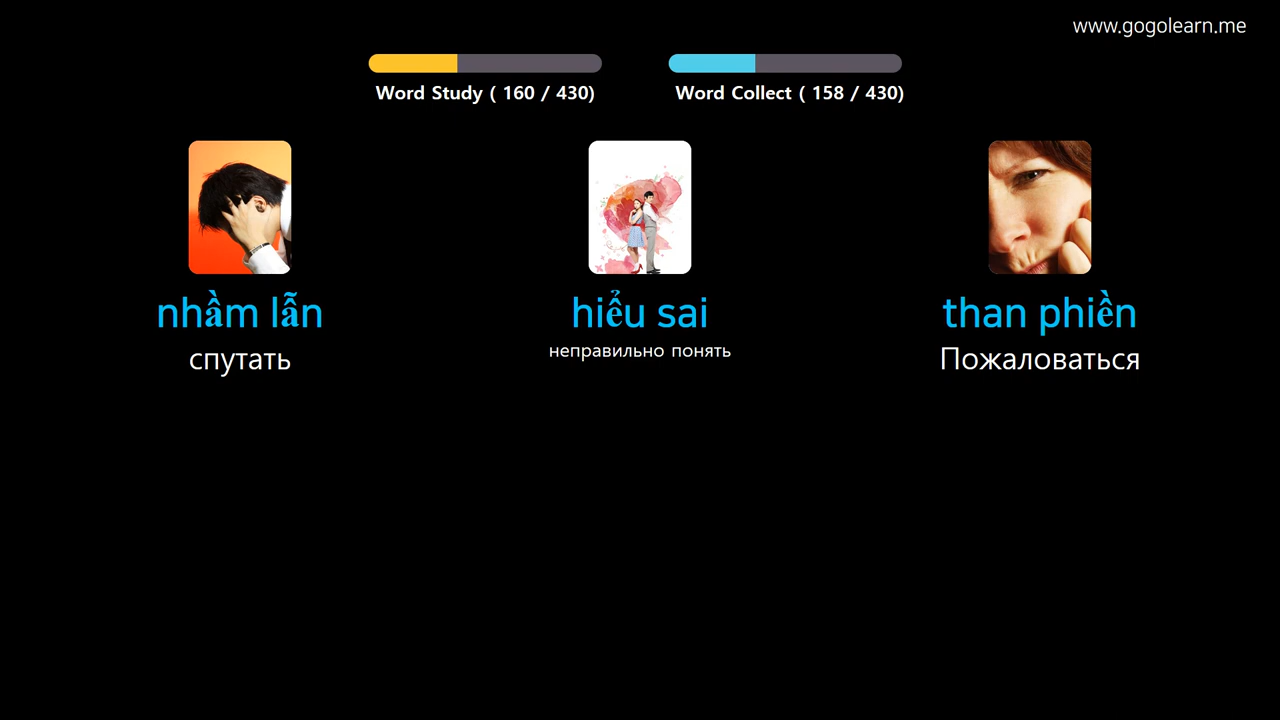 www.gogolearn.me
Word Study ( 160 / 430)
Word Collect ( 158 / 430)
nhầm lẫn
спутать
hiểu sai
неправильно понять
than phiền
Пожаловаться